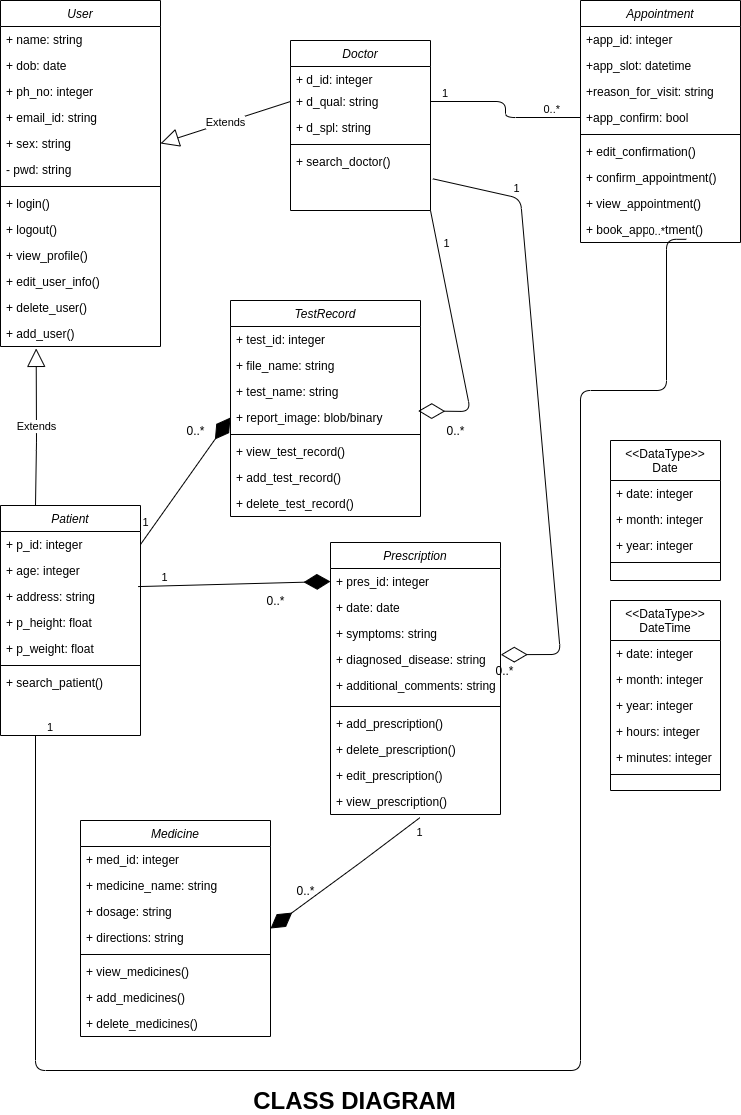 User
+ name: string
+ dob: date
+ ph_no: integer
+ email_id: string
+ sex: string
- pwd: string
+ login()
+ logout()
+ view_profile()
+ edit_user_info()
+ delete_user()
+ add_user()
Extends
Doctor
+ d_id: integer
+ d_qual: string
+ d_spl: string
+ search_doctor()
1
0..*
Appointment
+app_id: integer
+app_slot: datetime
+reason_for_visit: string
+app_confirm: bool
+ edit_confirmation()
+ confirm_appointment()
+ view_appointment()
+ book_app tment()
0..*
1
1
TestRecord
+ test_id: integer
+ file_name: string
+ test_name: string
+ report_image: blob/binary
+ view_test_record()
+ add_test_record()
+ delete_test_record()
0..*
0..*
Extends
Patient
+ p_id: integer
+ age: integer
+ address: string
+ p_height: float
+ p_weight: float
+ search_patient()
1
1
1
0..*
Prescription
+ pres_id: integer
+ date: date
+ symptoms: string
+ diagnosed_disease: string
+ additional_comments: string
+ add_prescription()
+ delete_prescription()
+ edit_prescription()
+ view_prescription()
0..*
1
0..*
<<DataType>>
Date
+ date: integer
+ month: integer
+ year: integer
<<DataType>>
DateTime
+ date: integer
+ month: integer
+ year: integer
+ hours: integer
+ minutes: integer
Medicine
+ med_id: integer
+ medicine_name: string
+ dosage: string
+ directions: string
+ view_medicines()
+ add_medicines()
+ delete_medicines()
CLASS DIAGRAM